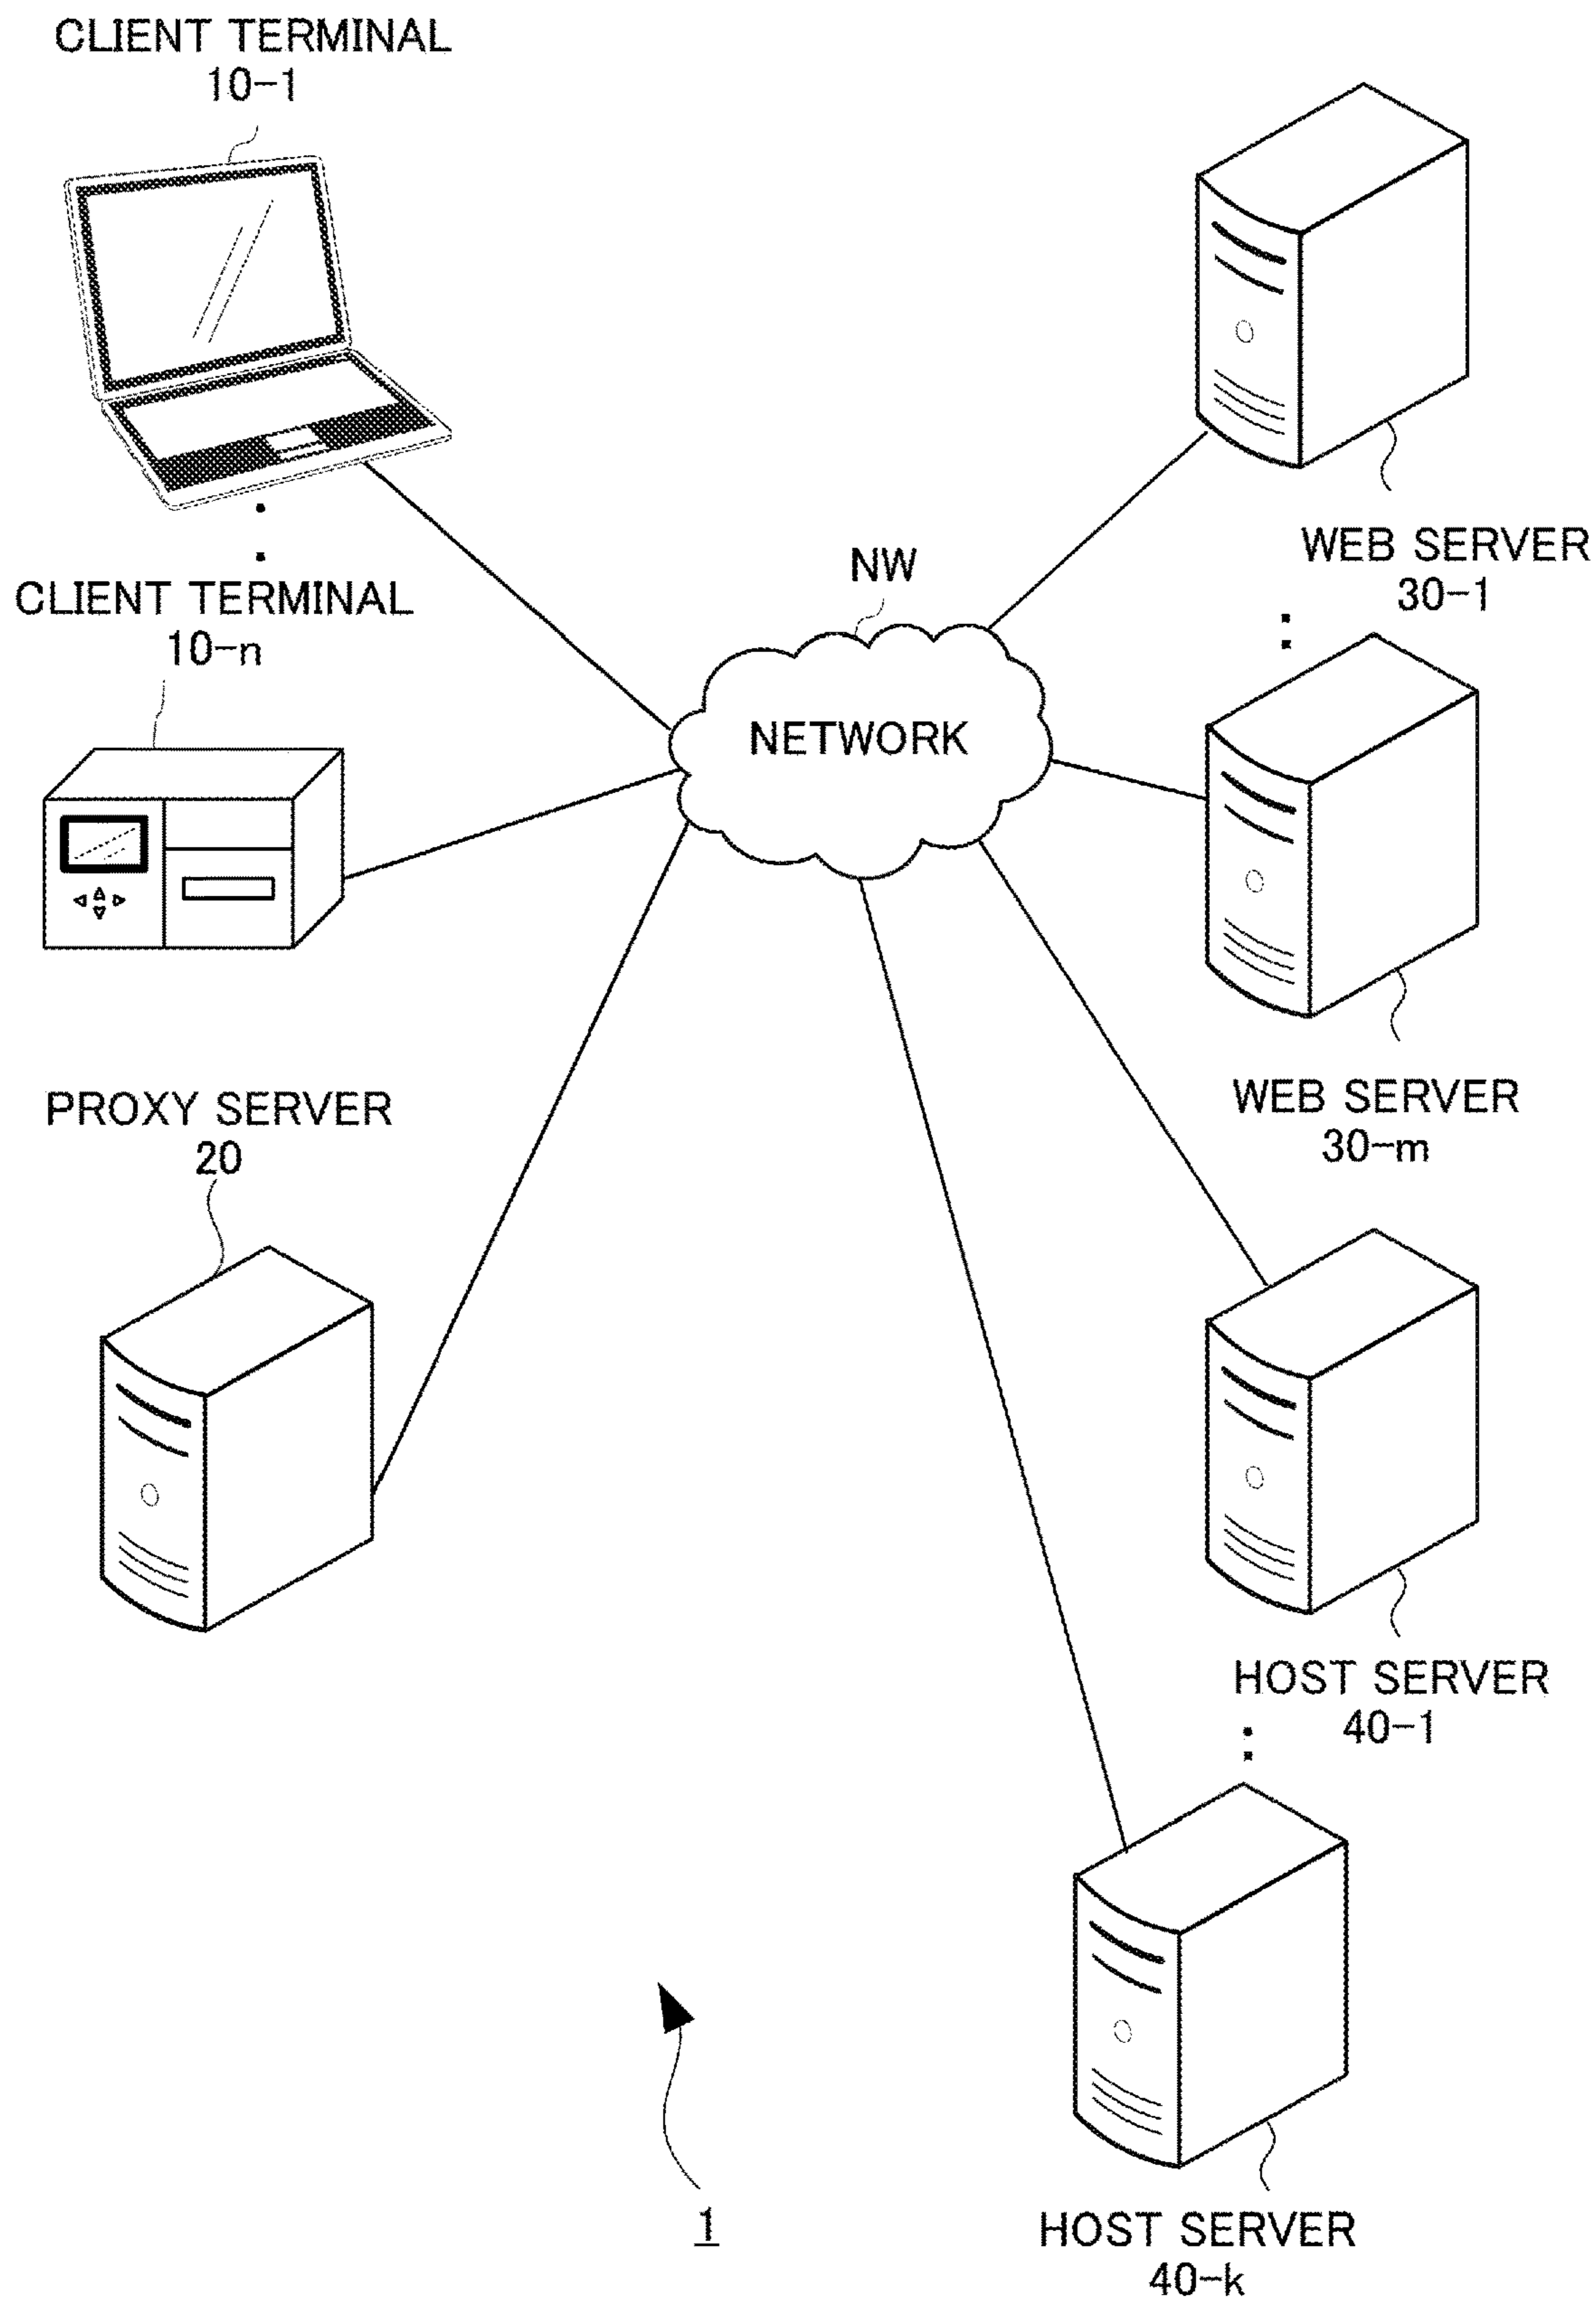 CLIENT TERMINAL
10-1
CLIENT TERMINAL
10-n
NW
NETWORK
WEB SERVER
30-1
WEB SERVER
30-m
PROXY SERVER
20
HOST SERVER
40-1
HOST SERVER
40-k
1